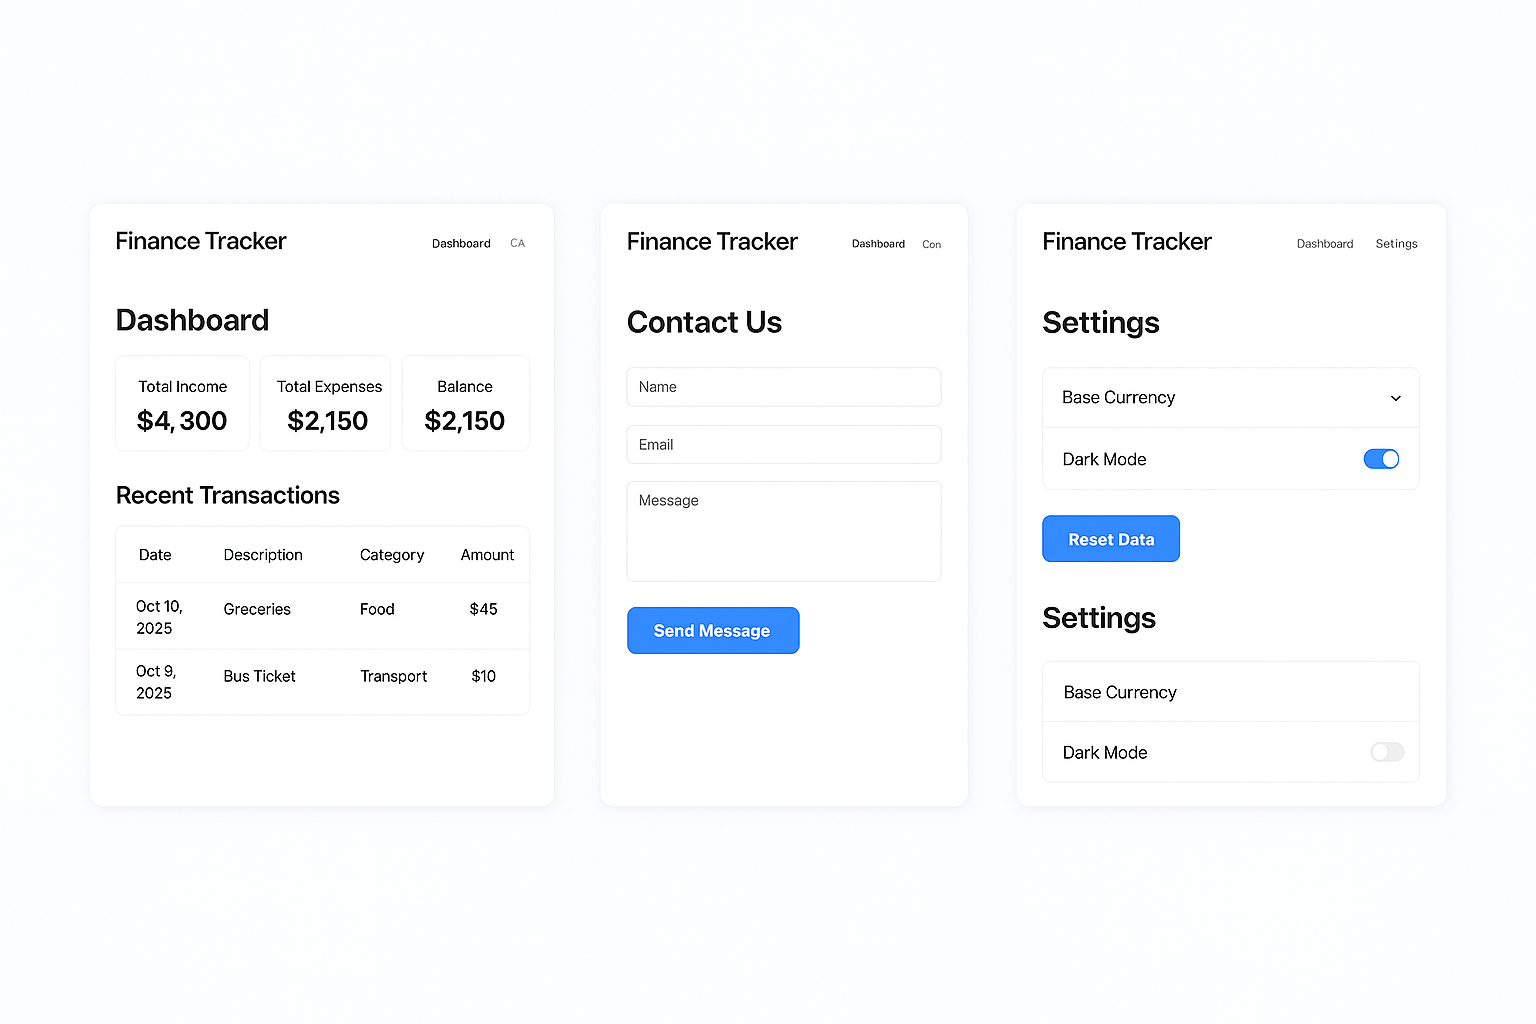 Finance Tracker
Dashboard CA
Dashboard
Total Income Total Expenses Balance
$4,300 $2,150 $2,150
Recent Transactions
Date Description Category Amount
Oct 10,
2025
Greceries Food $45
Oct 9,
2025
Bus Ticket Transport $10
Finance Tracker
Dashboard Con
Contact Us
Name
Email
Message
Send Message
Finance Tracker
Dashboard Setings
Settings
Base Currency
Dark Mode
Reset Data
Settings
Base Currency
Dark Mode